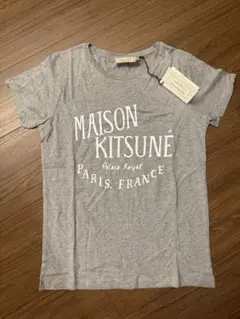 MAISON
KITSUNÉ
Palais Royal
PARIS, FRANCE